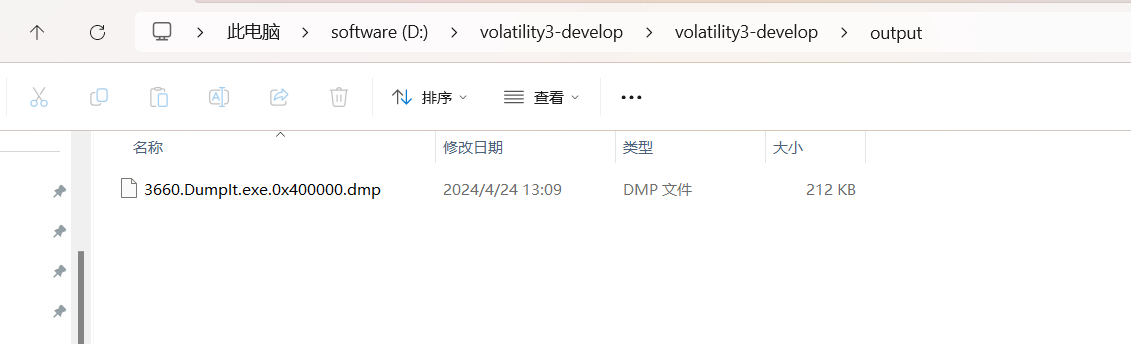 此电脑 > software (D:) > volatility3-develop > volatility3-develop > output
排序 查看
名称 修改日期 类型 大小
3660.DumpIt.exe.0x400000.dmp 2024/4/24 13:09 DMP 文件 212 KB